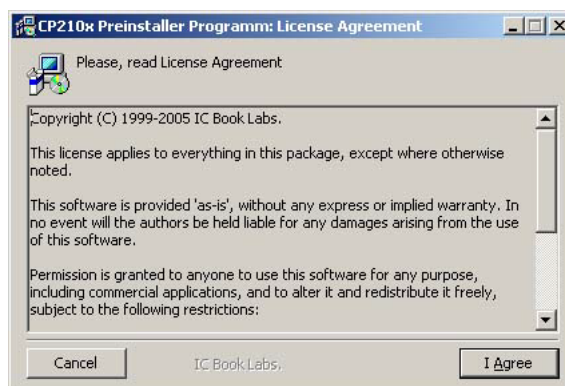 CP210x Preinstaller Programm: License Agreement
Please, read License Agreement
Copyright (C) 1999-2005 IC Book Labs.
This license applies to everything in this package, except where otherwise
noted.
This software is provided 'as-is', without any express or implied warranty. In
no event will the authors be held liable for any damages arising from the use
of this software.
Permission is granted to anyone to use this software for any purpose,
including commercial applications, and to alter it and redistribute it freely,
subject to the following restrictions:
Cancel
IC Book Labs.
I Agree